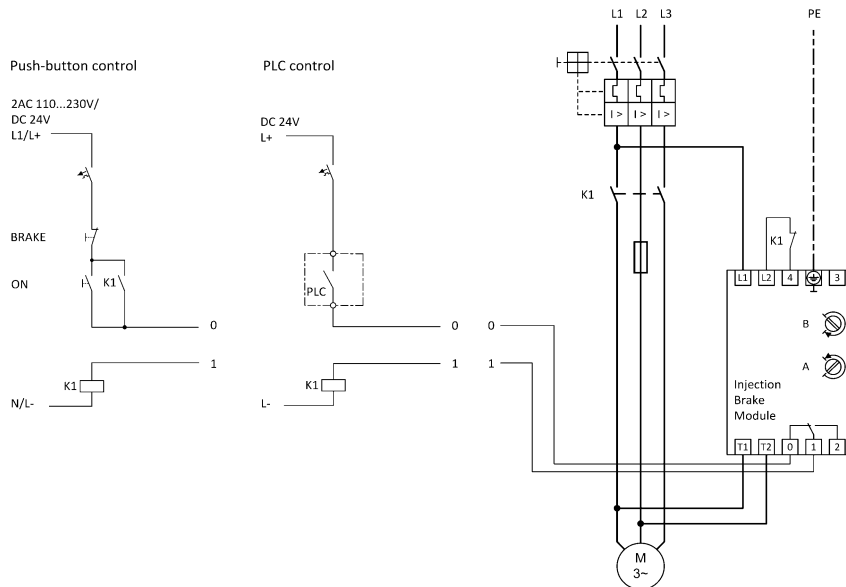 L1 L2 L3 PE
Push-button control
PLC control
2AC 110...230V/
DC 24V
L1/L+
DC 24V
L+
I > I > I >
K1
BRAKE
K1
L1 L2 4 3
ON
K1
PLC
0
0
0
B
1
1
1
A
K1
K1
Injection
Brake
Module
N/L-
L-
T1 T2 0 1 2
M
3~